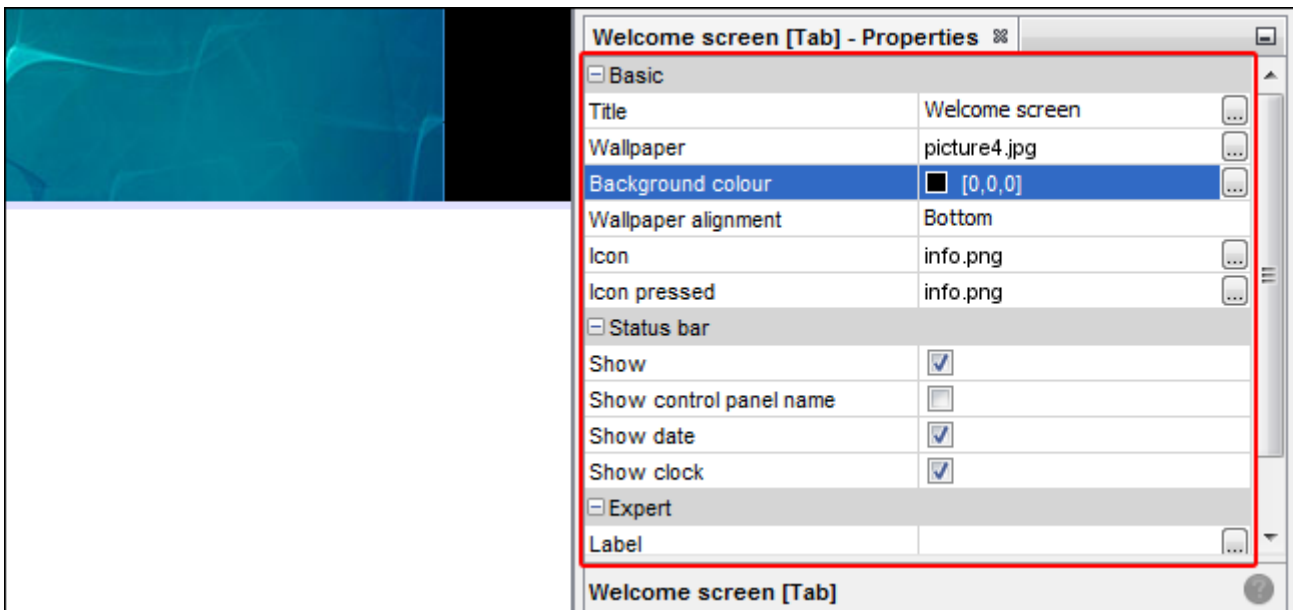 Welcome screen [Tab] - Properties
Basic
Title Welcome screen ...
Wallpaper picture4.jpg ...
Background colour [0,0,0] ...
Wallpaper alignment Bottom
Icon info.png ...
Icon pressed info.png ...
Status bar
Show
Show control panel name
Show date
Show clock
Expert
Label ...
Welcome screen [Tab] ?